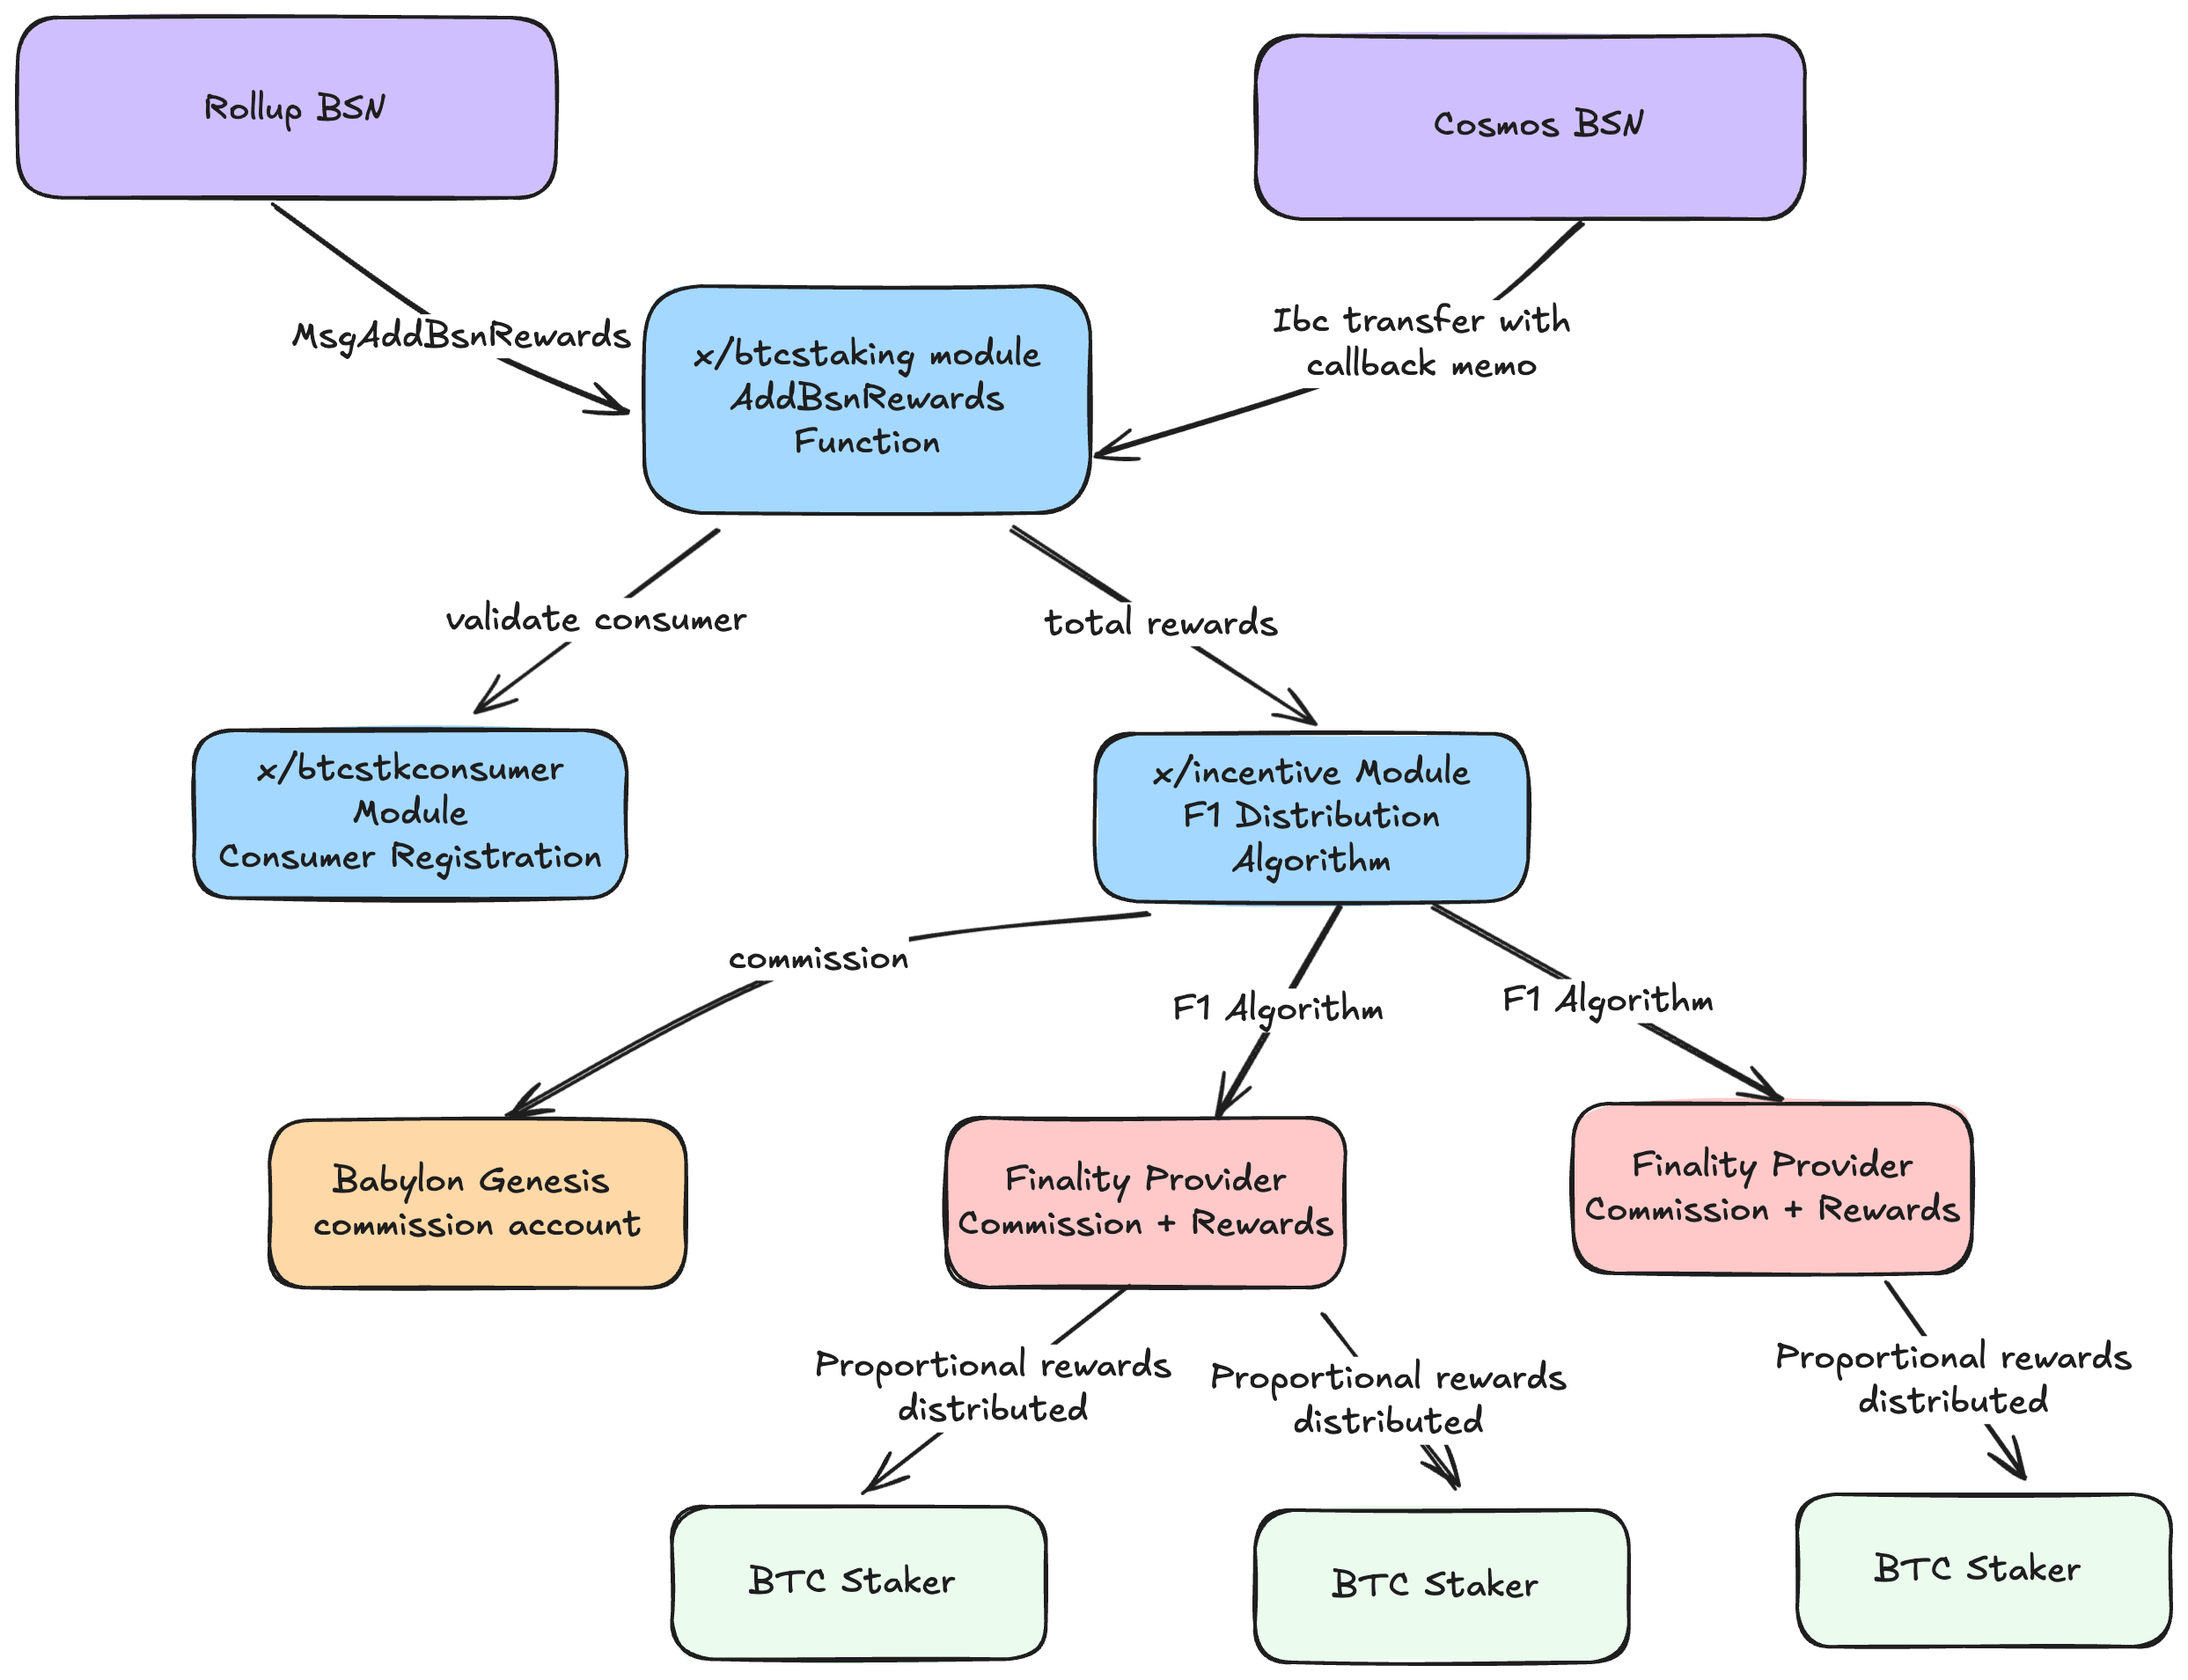 Rollup BSN
Cosmos BSN
MsgAddBsnRewards
Ibc transfer with
callback memo
x/btcstaking module
AddBsnRewards
Function
validate consumer
total rewards
x/btcstkconsumer
Module
Consumer Registration
x/incentive Module
F1 Distribution
Algorithm
commission
F1 Algorithm
F1 Algorithm
Babylon Genesis
commission account
Finality Provider
Commission + Rewards
Finality Provider
Commission + Rewards
Proportional rewards
distributed
Proportional rewards
distributed
Proportional rewards
distributed
BTC Staker
BTC Staker
BTC Staker